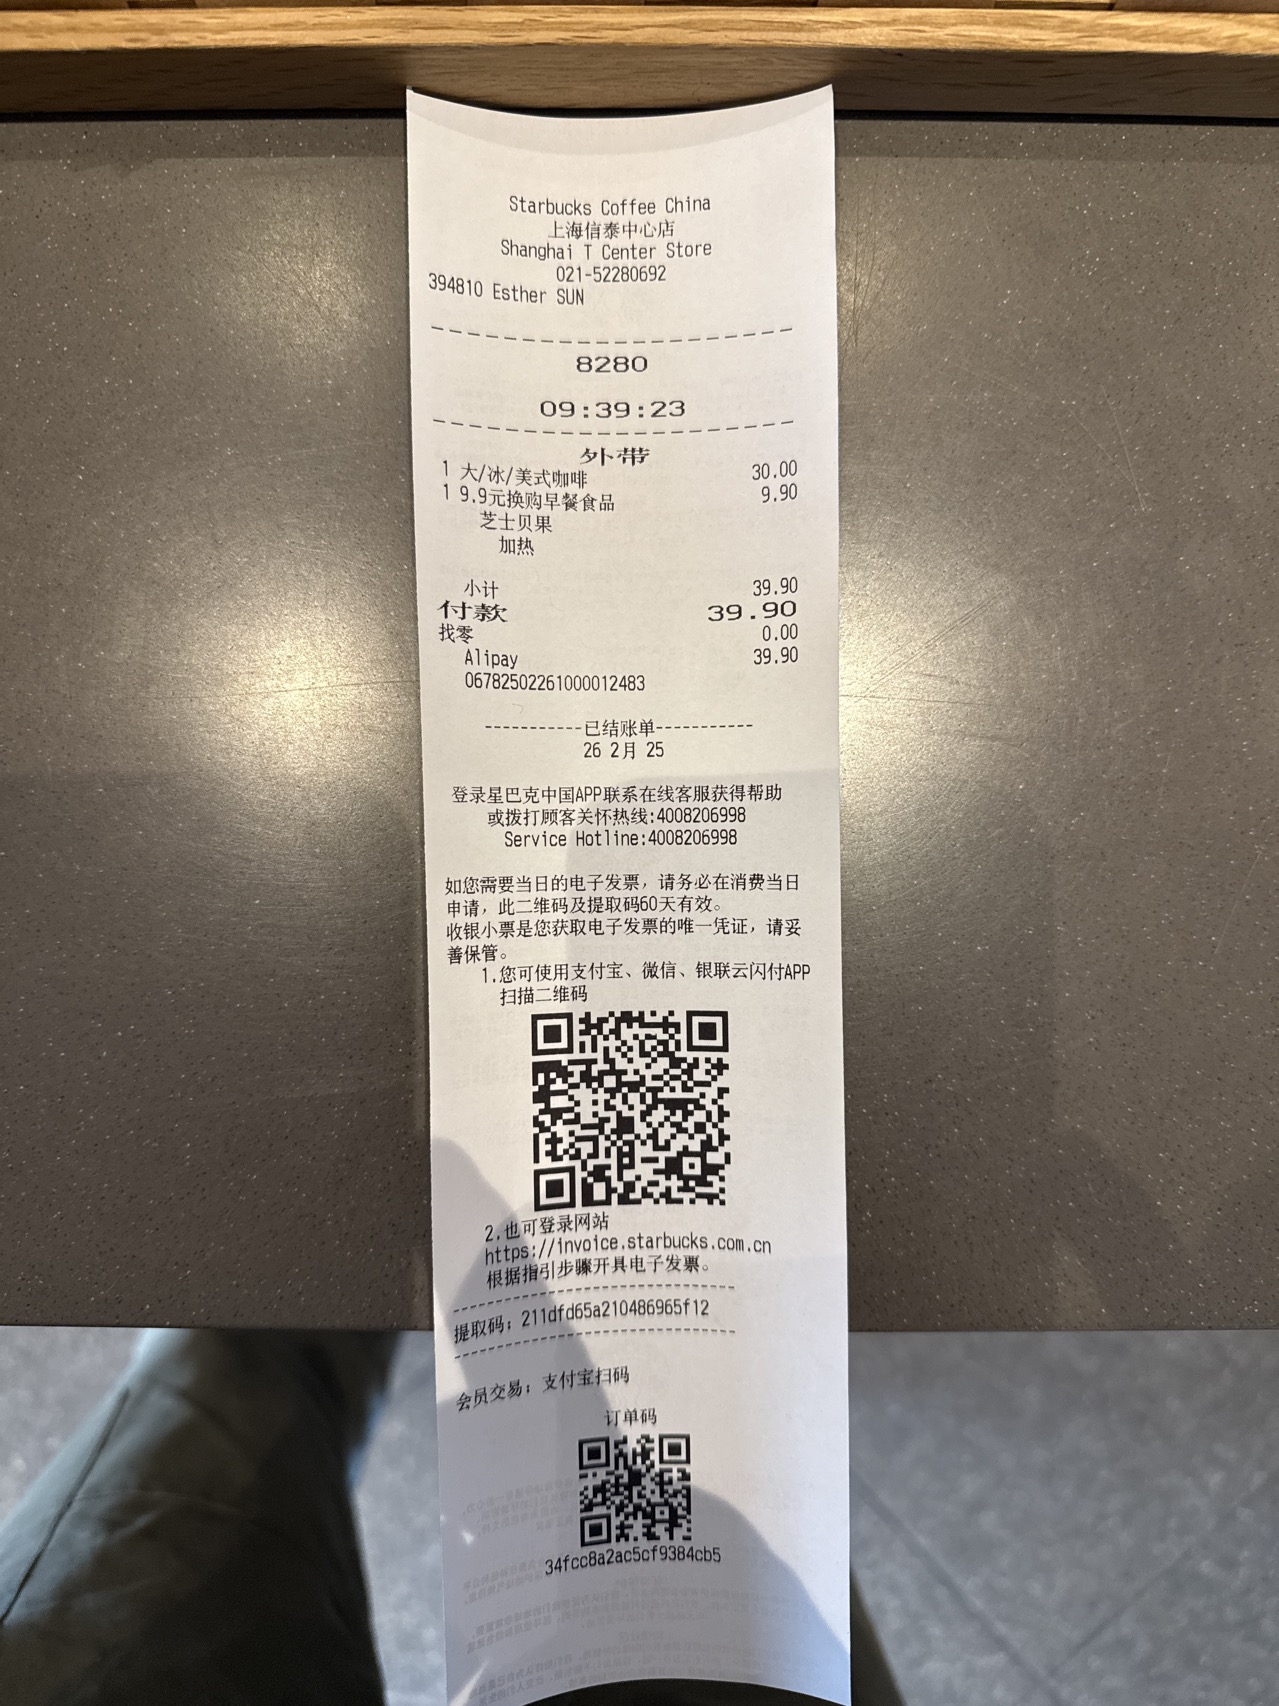 Starbucks Coffee China
上海信泰中心店
Shanghai T Center Store
021-52280692
394810 Esther SUN
8280
09:39:23
外带
1 大/冰/美式咖啡 30.00
1 9.9元换购早餐食品 9.90
芝士贝果
加热
小计 39.90
付款 39.90
找零 0.00
Alipay 39.90
06782502261000012483
-----------已结账单-----------
26 2月 25
登录星巴克中国APP联系在线客服获得帮助
或拨打顾客关怀热线:4008206998
Service Hotline:4008206998
如您需要当日的电子发票，请务必在消费当日
申请，此二维码及提取码60天有效。
收银小票是您获取电子发票的唯一凭证，请妥
善保管。
1.您可使用支付宝、微信、银联云闪付APP
扫描二维码
2.也可登录网站
https://invoice.starbucks.com.cn
根据指引步骤开具电子发票。
提取码：211dfd65a210486965f12
会员交易：支付宝扫码
订单码
34fcc8a2ac5cf9384cb5